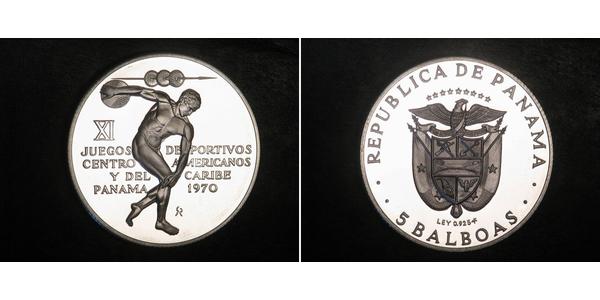 XI
JUEGOS DEPORTIVOS
CENTRO AMERICANOS
Y DEL CARIBE
PANAMA 1970
REPUBLICA DE PANAMA
LEY 0.925
· 5 BALBOAS ·